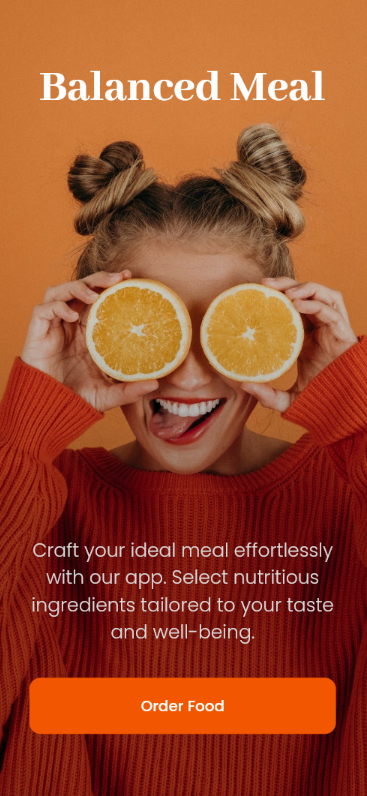 Balanced Meal
Craft your ideal meal effortlessly
with our app. Select nutritious
ingredients tailored to your taste
and well-being.
Order Food